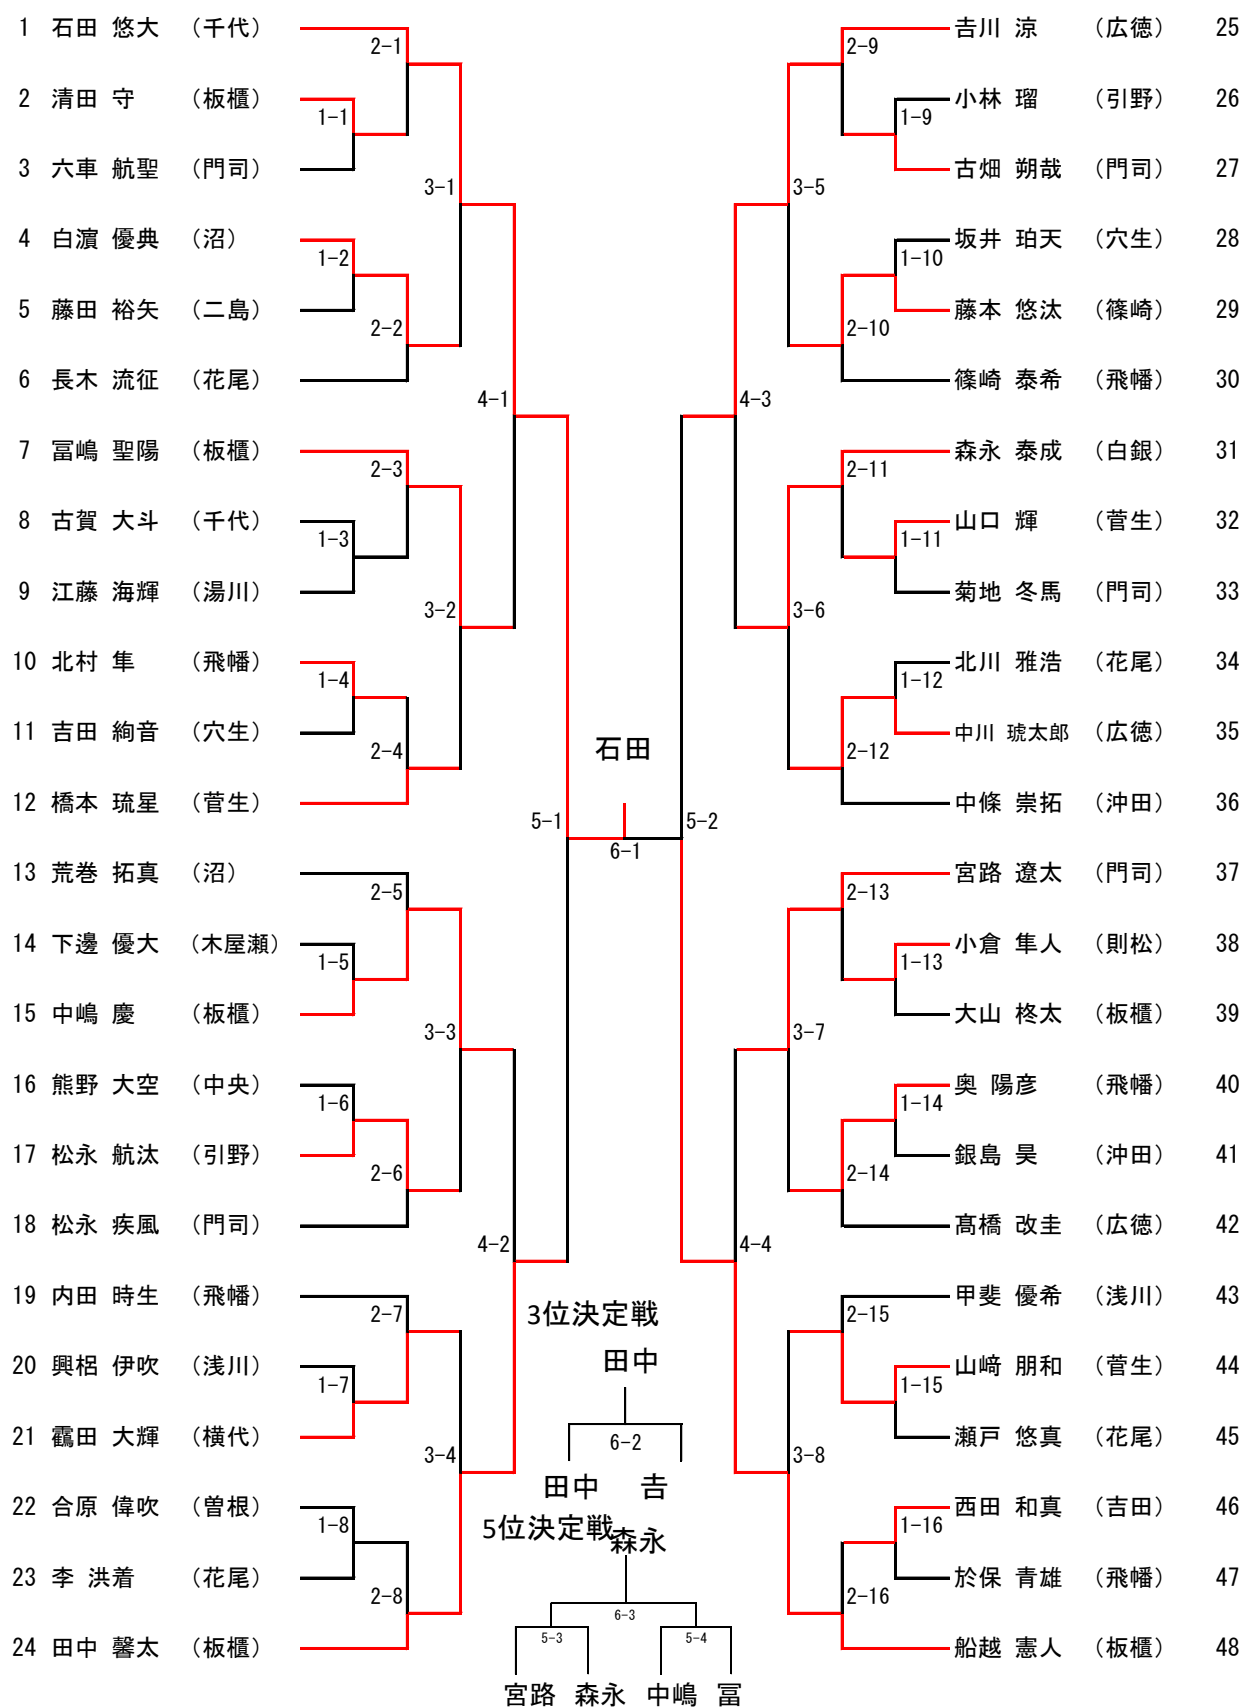 1 石田 悠大 （千代）
2-1
2 清田 守 （板櫃）
1-1
3 六車 航聖 （門司）
3-1
4 白濵 優典 （沼）
1-2
5 藤田 裕矢 （二島）
2-2
6 長木 流征 （花尾）
4-1
7 冨嶋 聖陽 （板櫃）
2-3
8 古賀 大斗 （千代）
1-3
9 江藤 海輝 （湯川）
3-2
10 北村 隼 （飛幡）
1-4
11 吉田 絢音 （穴生）
2-4
12 橋本 琉星 （菅生）
5-1
13 荒巻 拓真 （沼）
2-5
14 下邊 優大 （木屋瀬）
1-5
15 中嶋 慶 （板櫃）
3-3
16 熊野 大空 （中央）
1-6
17 松永 航汰 （引野）
2-6
18 松永 疾風 （門司）
4-2
19 内田 時生 （飛幡）
2-7
20 興梠 伊吹 （浅川）
1-7
21 靏田 大輝 （横代）
3-4
22 合原 偉吹 （曽根）
1-8
23 李 洪着 （花尾）
2-8
24 田中 馨太 （板櫃）
石田
6-1
3位決定戦
田中
6-2
田中 吉
5位決定戦
森永
6-3
5-3 5-4
宮路 森永 中嶋 冨
吉川 涼 （広徳） 25
2-9
小林 瑠 （引野） 26
1-9
古畑 朔哉 （門司） 27
3-5
坂井 珀天 （穴生） 28
1-10
藤本 悠汰 （篠崎） 29
2-10
篠崎 泰希 （飛幡） 30
4-3
森永 泰成 （白銀） 31
2-11
山口 輝 （菅生） 32
1-11
菊地 冬馬 （門司） 33
3-6
北川 雅浩 （花尾） 34
1-12
中川 琥太郎 （広徳） 35
2-12
中條 崇拓 （沖田） 36
5-2
宮路 遼太 （門司） 37
2-13
小倉 隼人 （則松） 38
1-13
大山 柊太 （板櫃） 39
3-7
奥 陽彦 （飛幡） 40
1-14
銀島 昊 （沖田） 41
2-14
髙橋 改圭 （広徳） 42
4-4
甲斐 優希 （浅川） 43
2-15
山﨑 朋和 （菅生） 44
1-15
瀬戸 悠真 （花尾） 45
3-8
西田 和真 （吉田） 46
1-16
於保 青雄 （飛幡） 47
2-16
船越 憲人 （板櫃） 48